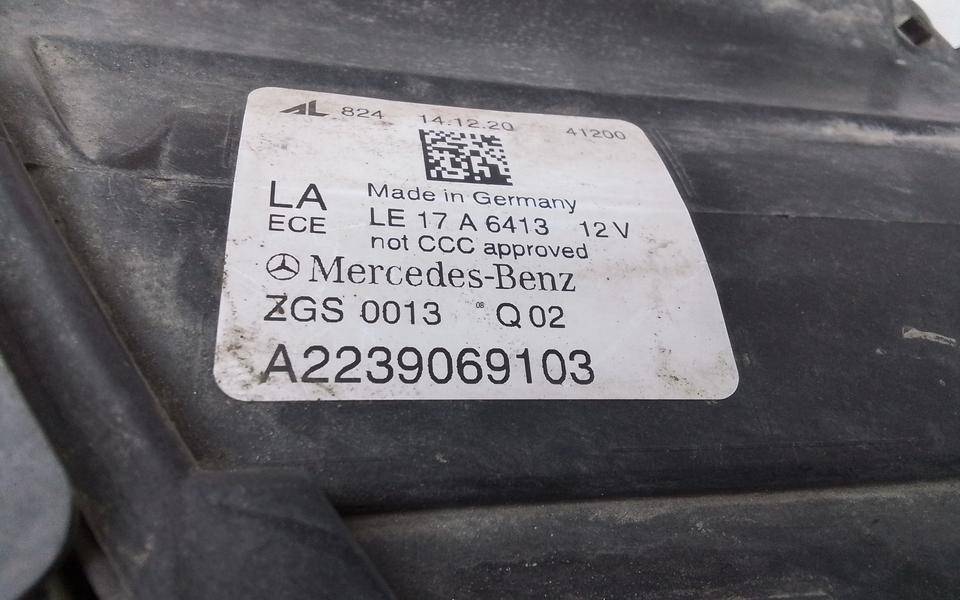 AL 824 14.12.20 41200
LA Made in Germany
ECE LE 17 A 6413 12 V
not CCC approved
Mercedes-Benz
ZGS 0013 08 Q 02
A2239069103